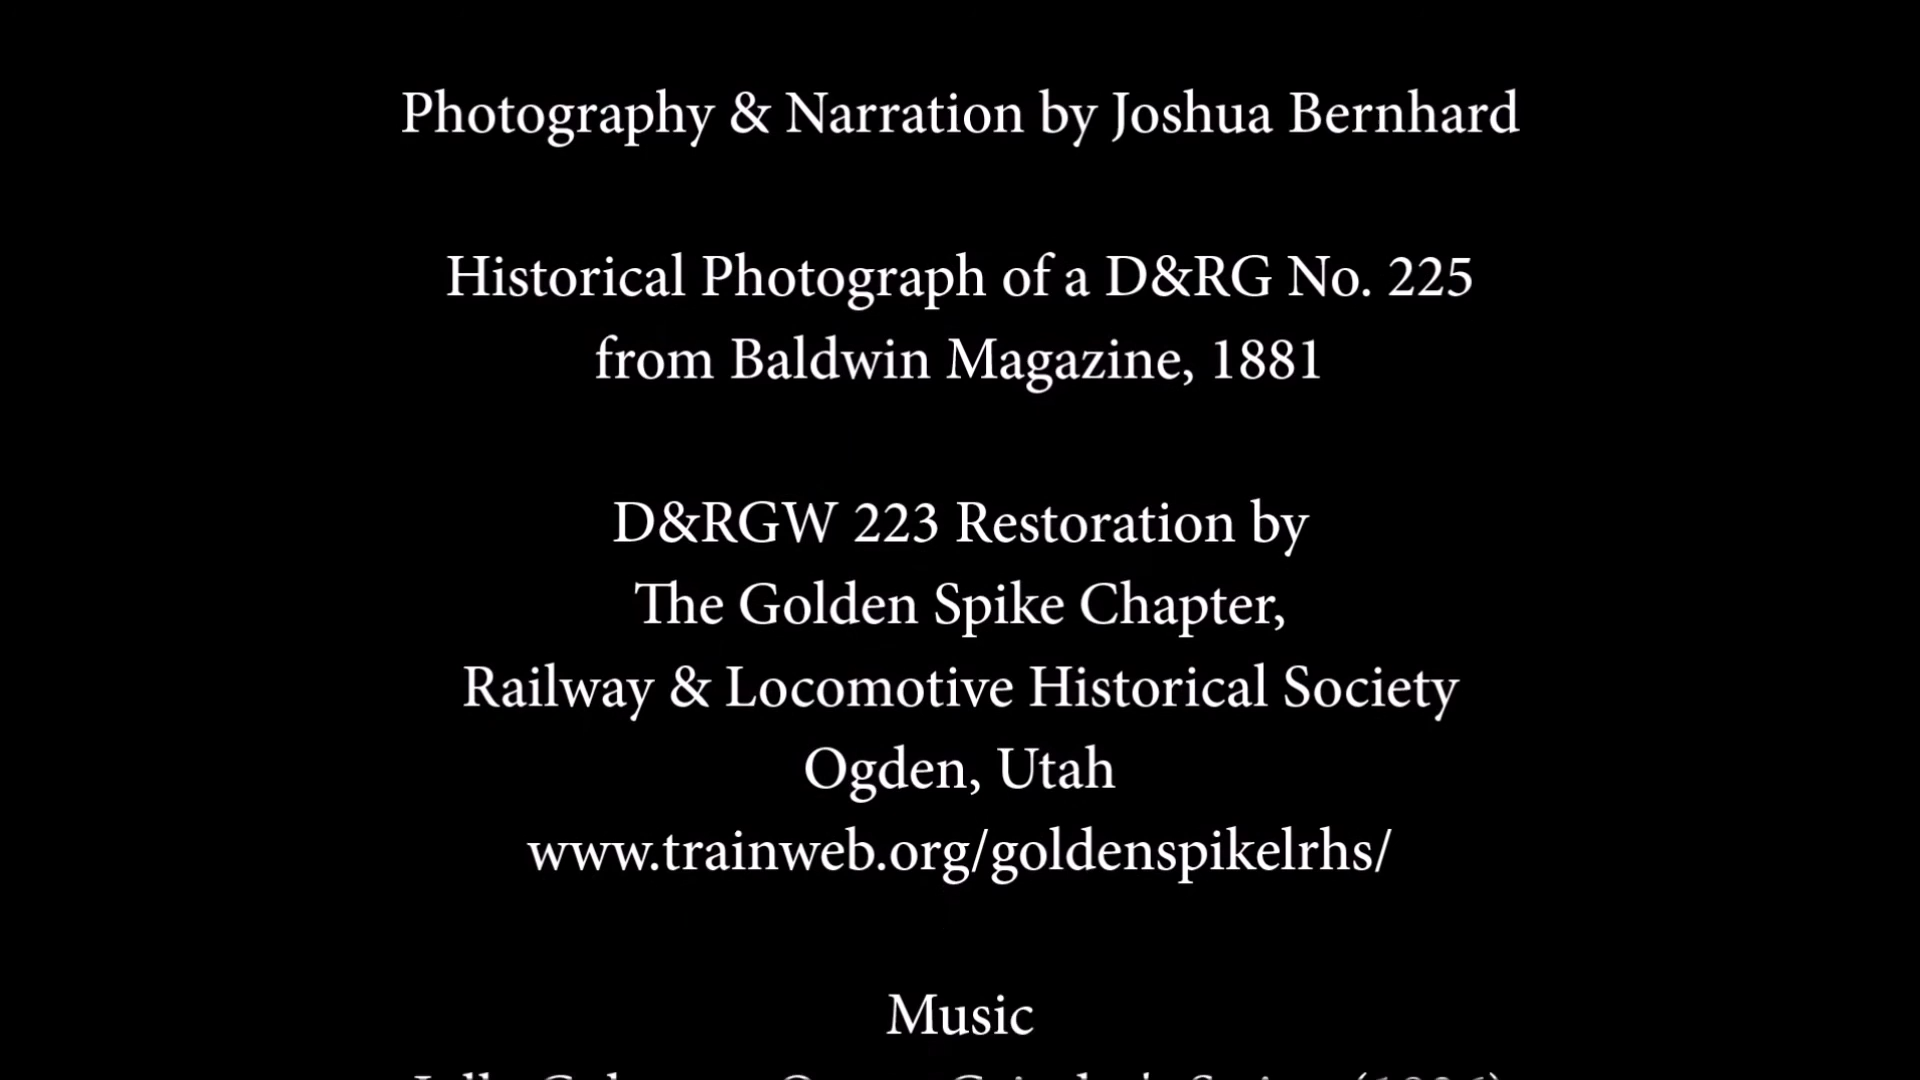 Photography & Narration by Joshua Bernhard
Historical Photograph of a D&RG No. 225
from Baldwin Magazine, 1881
D&RGW 223 Restoration by
The Golden Spike Chapter,
Railway & Locomotive Historical Society
Ogden, Utah
www.trainweb.org/goldenspikelrhs/
Music